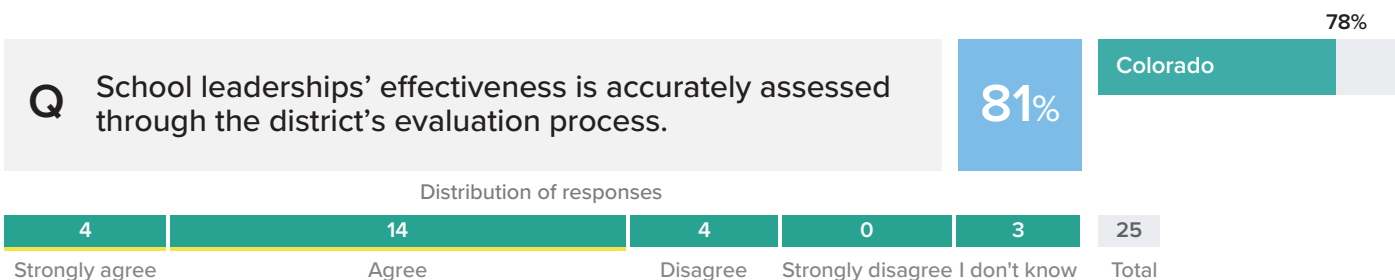 78%
Q
School leaderships’ effectiveness is accurately assessed
through the district’s evaluation process.
81%
Colorado
Distribution of responses
4 14 4 0 3 25
Strongly agree Agree Disagree Strongly disagree I don't know Total